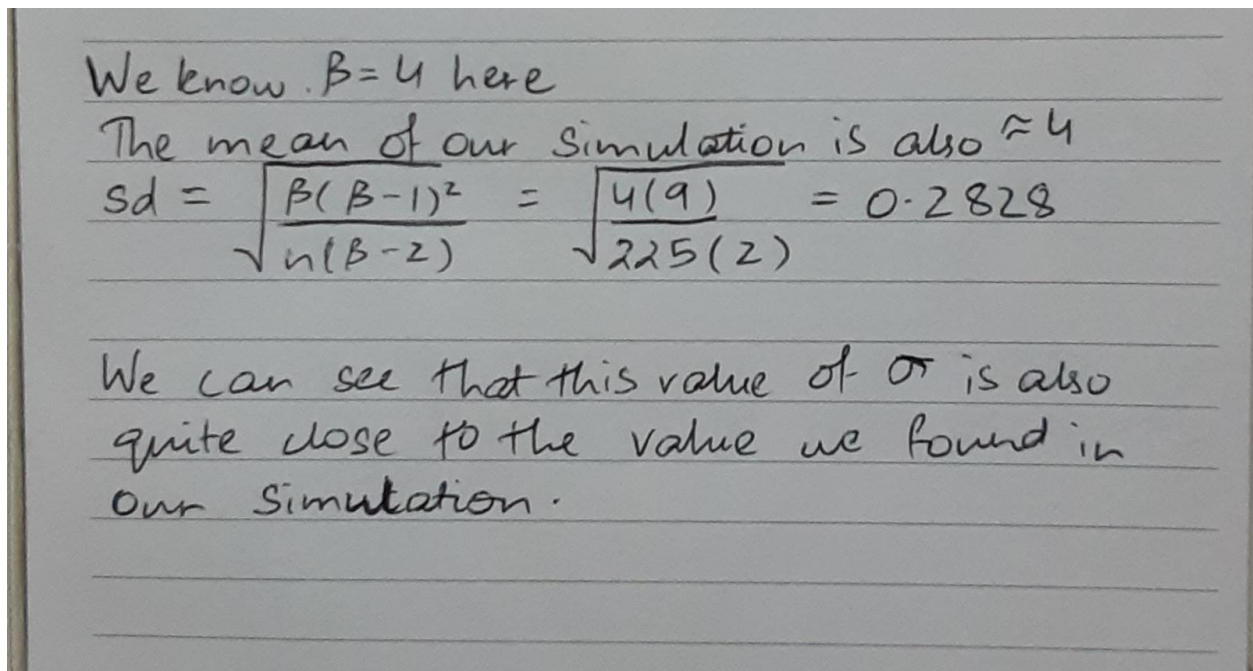 We know. β=4 here
The mean of our simulation is also ≈4
sd = √(β(β-1)²/n(β-2)) = √(4(9)/225(2)) = 0.2828
We can see that this value of σ is also
quite close to the value we found in
our simulation.